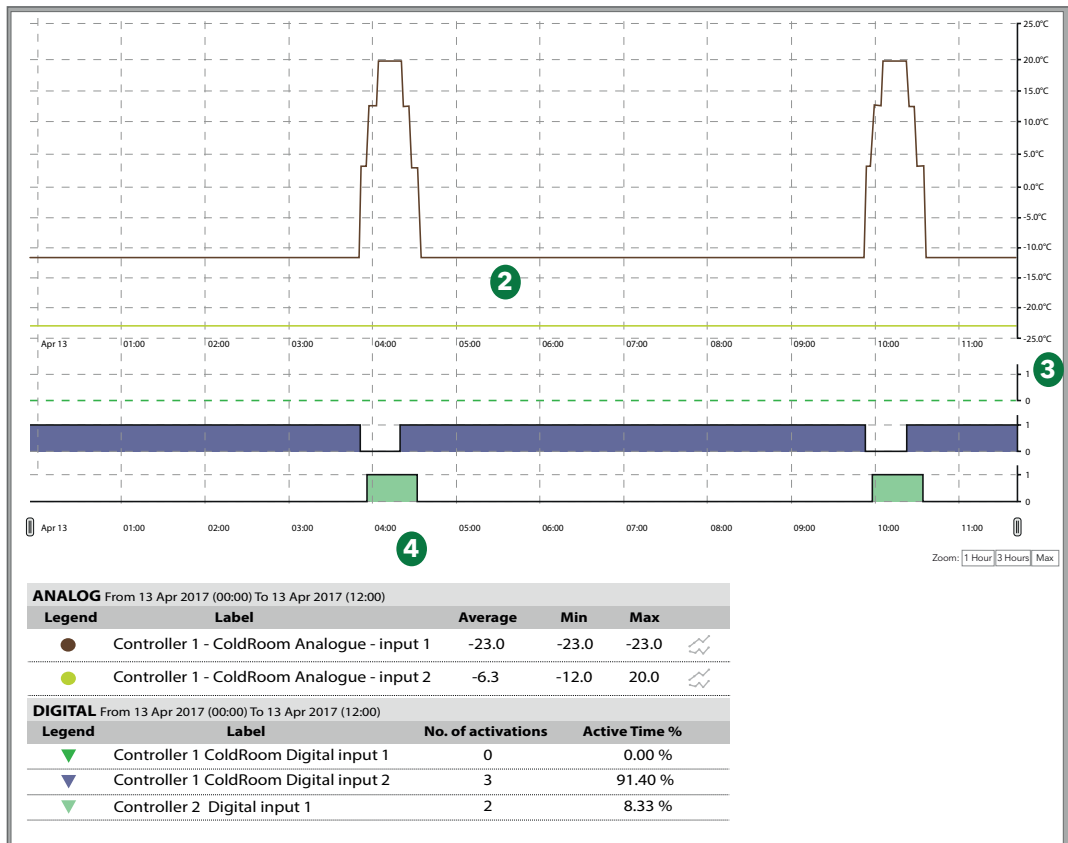 25.0°C
20.0°C
15.0°C
10.0°C
5.0°C
0.0°C
-5.0°C
-10.0°C
2
-15.0°C
-20.0°C
-25.0°C
Apr 13 01:00 02:00 03:00 04:00 05:00 06:00 07:00 08:00 09:00 10:00 11:00
1
3
0
1
0
1
0
Apr 13 01:00 02:00 03:00 04:00 05:00 06:00 07:00 08:00 09:00 10:00 11:00
4
Zoom: 1 Hour 3 Hours Max
ANALOG From 13 Apr 2017 (00:00) To 13 Apr 2017 (12:00)
Legend Label Average Min Max
Controller 1 - ColdRoom Analogue - input 1 -23.0 -23.0 -23.0
Controller 1 - ColdRoom Analogue - input 2 -6.3 -12.0 20.0
DIGITAL From 13 Apr 2017 (00:00) To 13 Apr 2017 (12:00)
Legend Label No. of activations Active Time %
Controller 1 ColdRoom Digital input 1 0 0.00 %
Controller 1 ColdRoom Digital input 2 3 91.40 %
Controller 2 Digital input 1 2 8.33 %